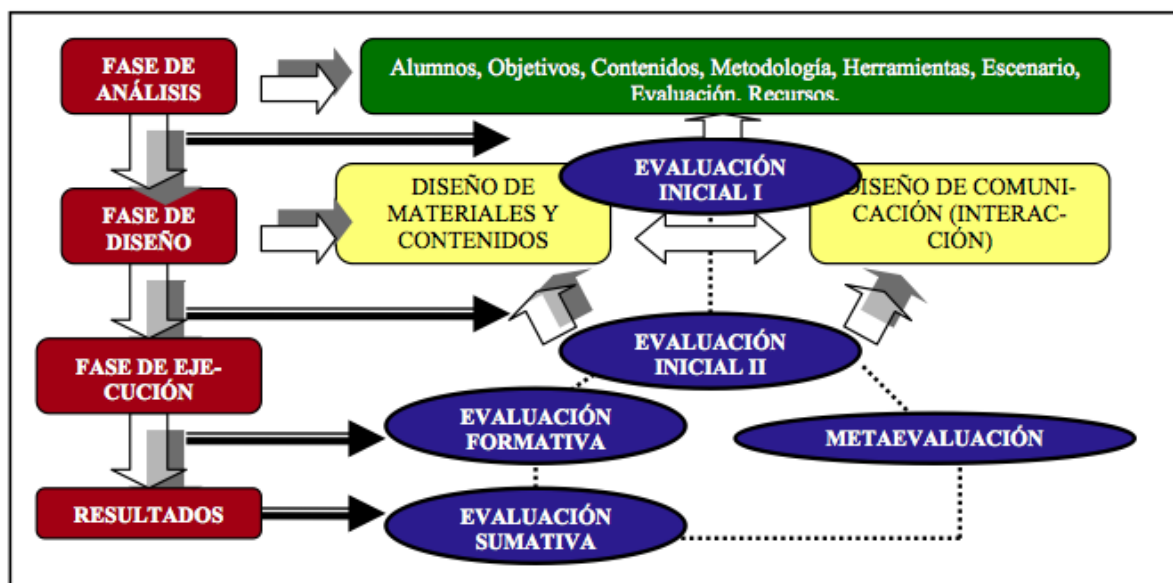 FASE DE
ANÁLISIS
Alumnos, Objetivos, Contenidos, Metodología, Herramientas, Escenario,
Evaluación. Recursos.
EVALUACIÓN
INICIAL I
FASE DE
DISEÑO
DISEÑO DE
MATERIALES Y
CONTENIDOS
DISEÑO DE COMUNI-
CACIÓN (INTERAC-
CIÓN)
EVALUACIÓN
INICIAL II
FASE DE EJE-
CUCIÓN
EVALUACIÓN
FORMATIVA
METAEVALUACIÓN
RESULTADOS
EVALUACIÓN
SUMATIVA